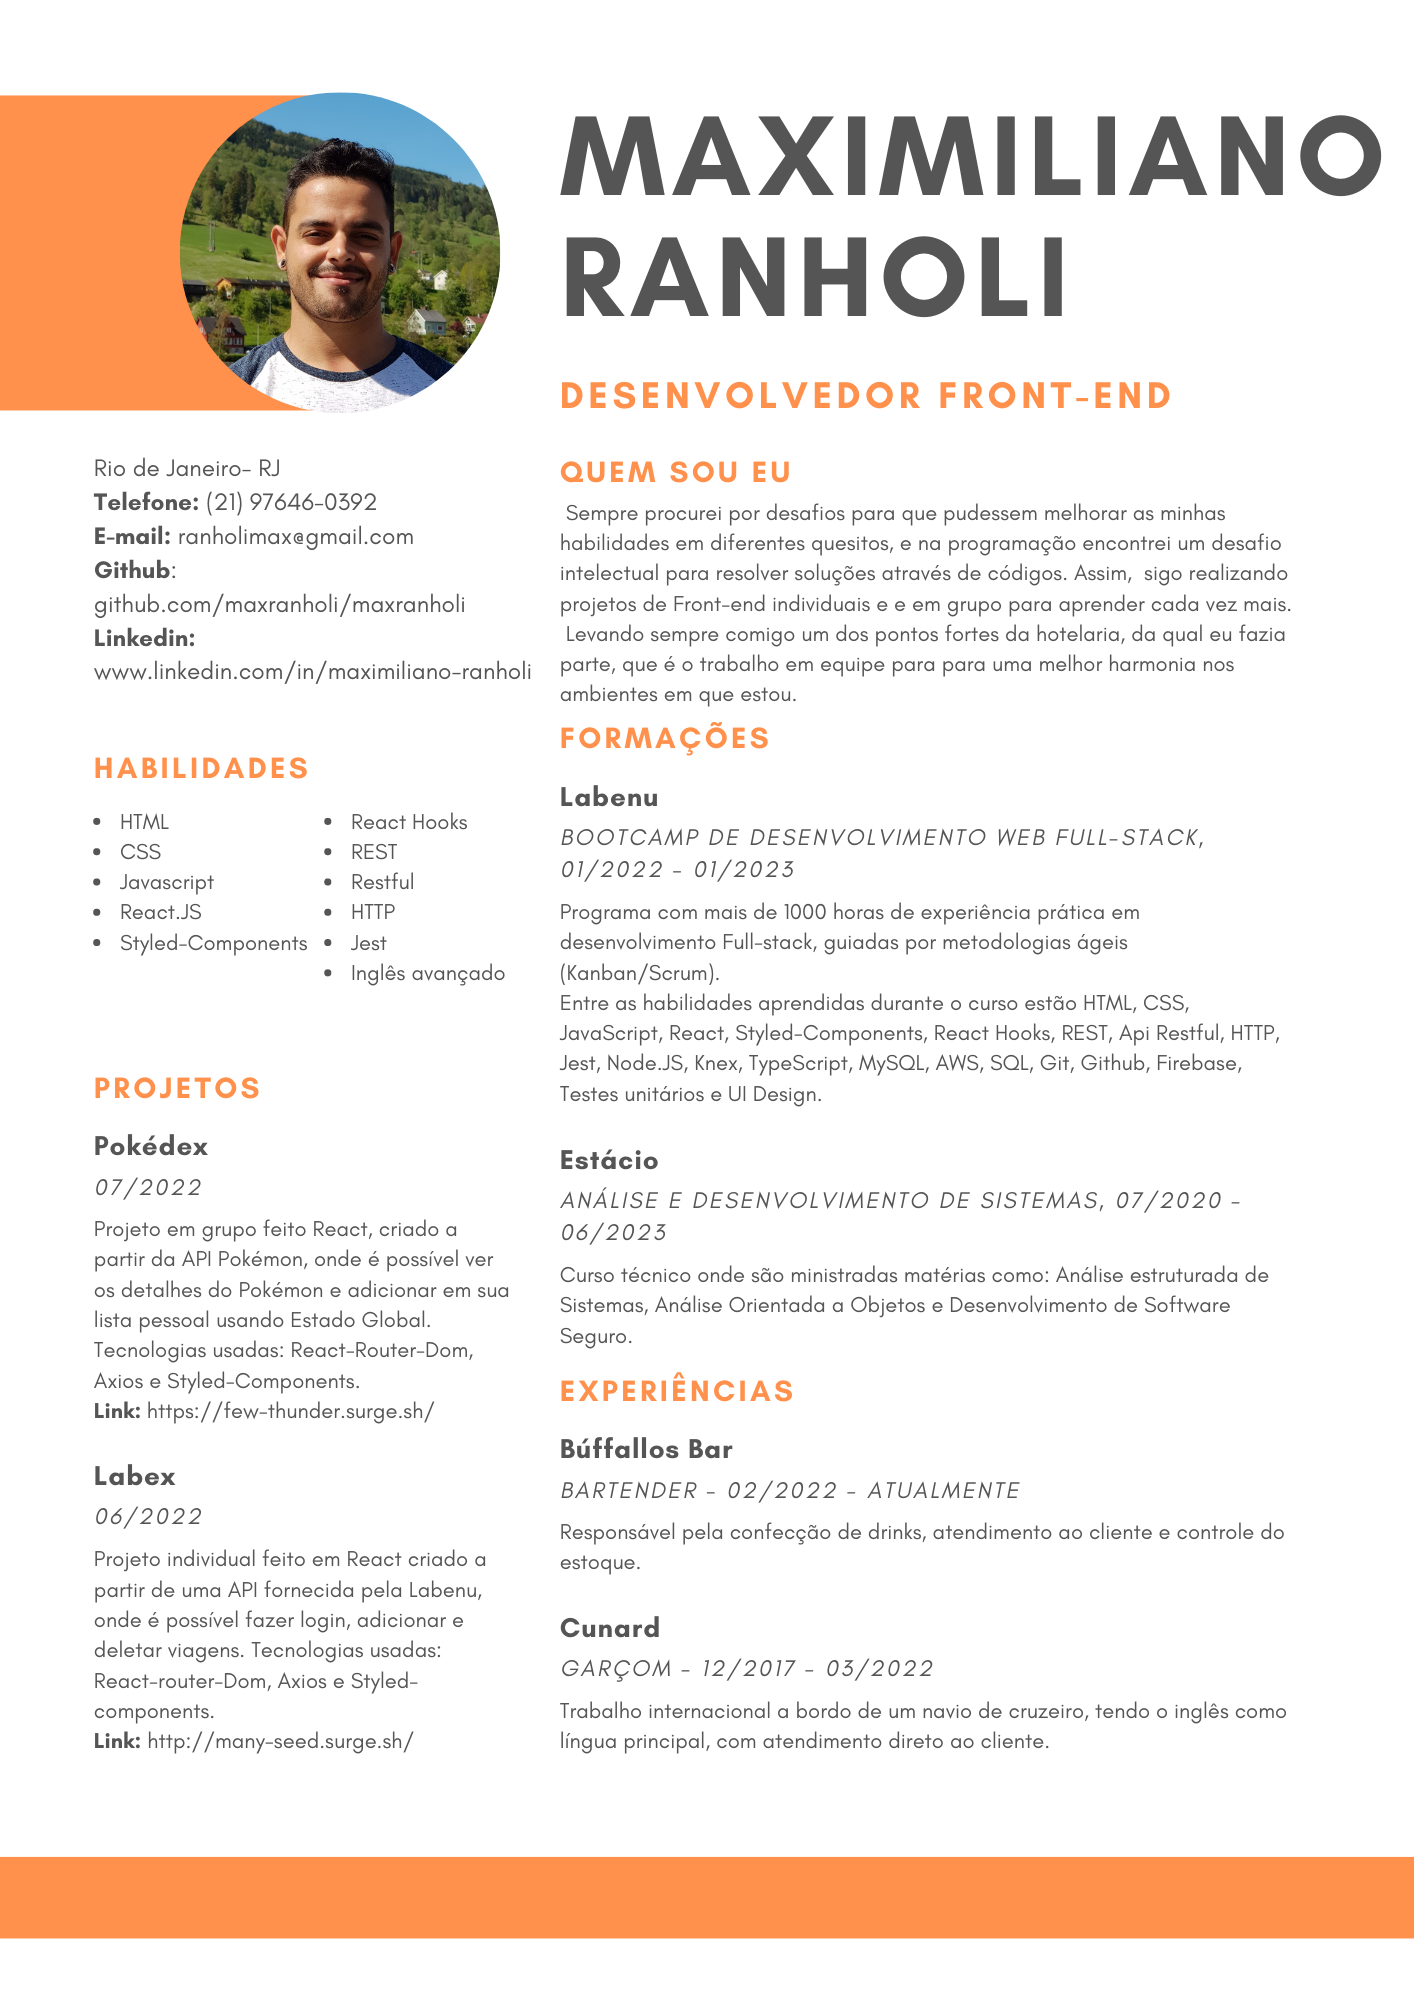 MAXIMILIANO
RANHOLI
DESENVOLVEDOR FRONT-END
Rio de Janeiro- RJ
Telefone: (21) 97646-0392
E-mail: ranholimax@gmail.com
Github:
github.com/maxranholi/maxranholi
Linkedin:
www.linkedin.com/in/maximiliano-ranholi
HABILIDADES
• HTML
• CSS
• Javascript
• React.JS
• Styled-Components
• React Hooks
• REST
• Restful
• HTTP
• Jest
• Inglês avançado
PROJETOS
Pokédex
07/2022
Projeto em grupo feito React, criado a
partir da API Pokémon, onde é possível ver
os detalhes do Pokémon e adicionar em sua
lista pessoal usando Estado Global.
Tecnologias usadas: React-Router-Dom,
Axios e Styled-Components.
Link: https://few-thunder.surge.sh/
Labex
06/2022
Projeto individual feito em React criado a
partir de uma API fornecida pela Labenu,
onde é possível fazer login, adicionar e
deletar viagens. Tecnologias usadas:
React-router-Dom, Axios e Styled-
components.
Link: http://many-seed.surge.sh/
QUEM SOU EU
Sempre procurei por desafios para que pudessem melhorar as minhas
habilidades em diferentes quesitos, e na programação encontrei um desafio
intelectual para resolver soluções através de códigos. Assim,  sigo realizando
projetos de Front-end individuais e e em grupo para aprender cada vez mais.
Levando sempre comigo um dos pontos fortes da hotelaria, da qual eu fazia
parte, que é o trabalho em equipe para para uma melhor harmonia nos
ambientes em que estou.
FORMAÇÕES
Labenu
BOOTCAMP DE DESENVOLVIMENTO WEB FULL-STACK,
01/2022 - 01/2023
Programa com mais de 1000 horas de experiência prática em
desenvolvimento Full-stack, guiadas por metodologias ágeis
(Kanban/Scrum).
Entre as habilidades aprendidas durante o curso estão HTML, CSS,
JavaScript, React, Styled-Components, React Hooks, REST, Api Restful, HTTP,
Jest, Node.JS, Knex, TypeScript, MySQL, AWS, SQL, Git, Github, Firebase,
Testes unitários e UI Design.
Estácio
ANÁLISE E DESENVOLVIMENTO DE SISTEMAS, 07/2020 -
06/2023
Curso técnico onde são ministradas matérias como: Análise estruturada de
Sistemas, Análise Orientada a Objetos e Desenvolvimento de Software
Seguro.
EXPERIÊNCIAS
Búffallos Bar
BARTENDER - 02/2022 - ATUALMENTE
Responsável pela confecção de drinks, atendimento ao cliente e controle do
estoque.
Cunard
GARÇOM - 12/2017 - 03/2022
Trabalho internacional a bordo de um navio de cruzeiro, tendo o inglês como
língua principal, com atendimento direto ao cliente.